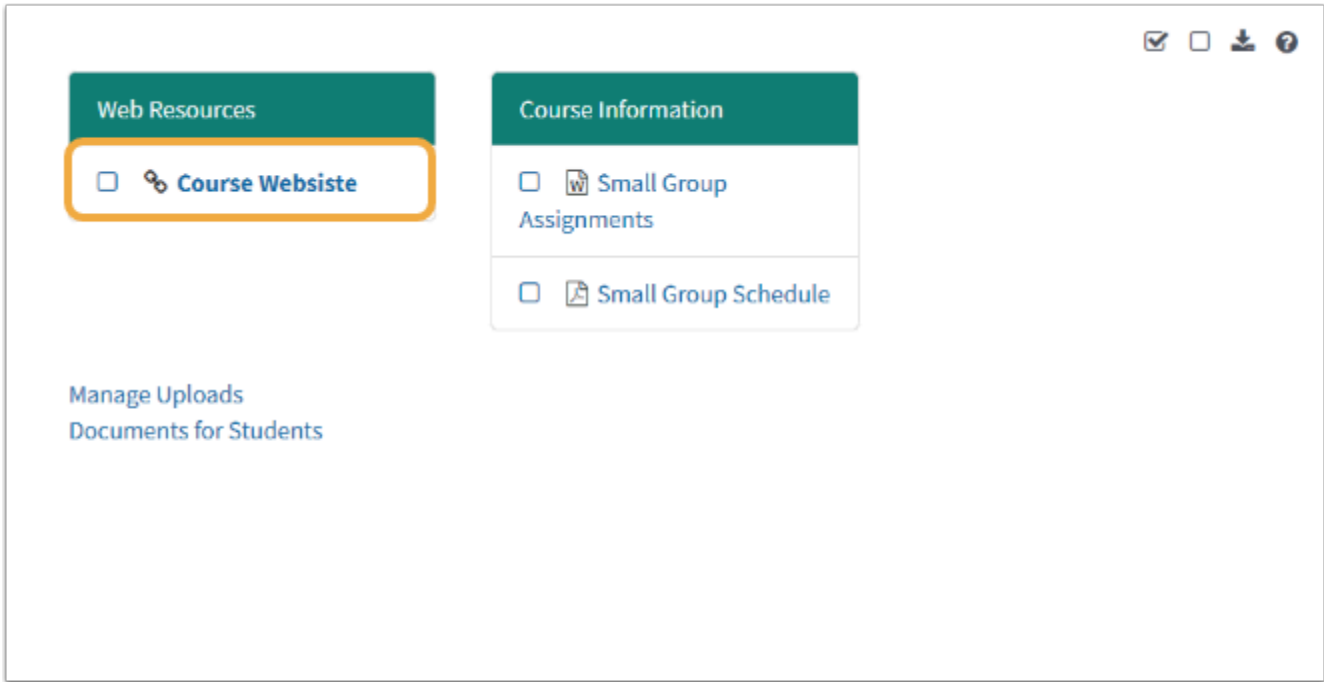 Web Resources
Course Websiste
Course Information
Small Group
Assignments
Small Group Schedule
Manage Uploads
Documents for Students